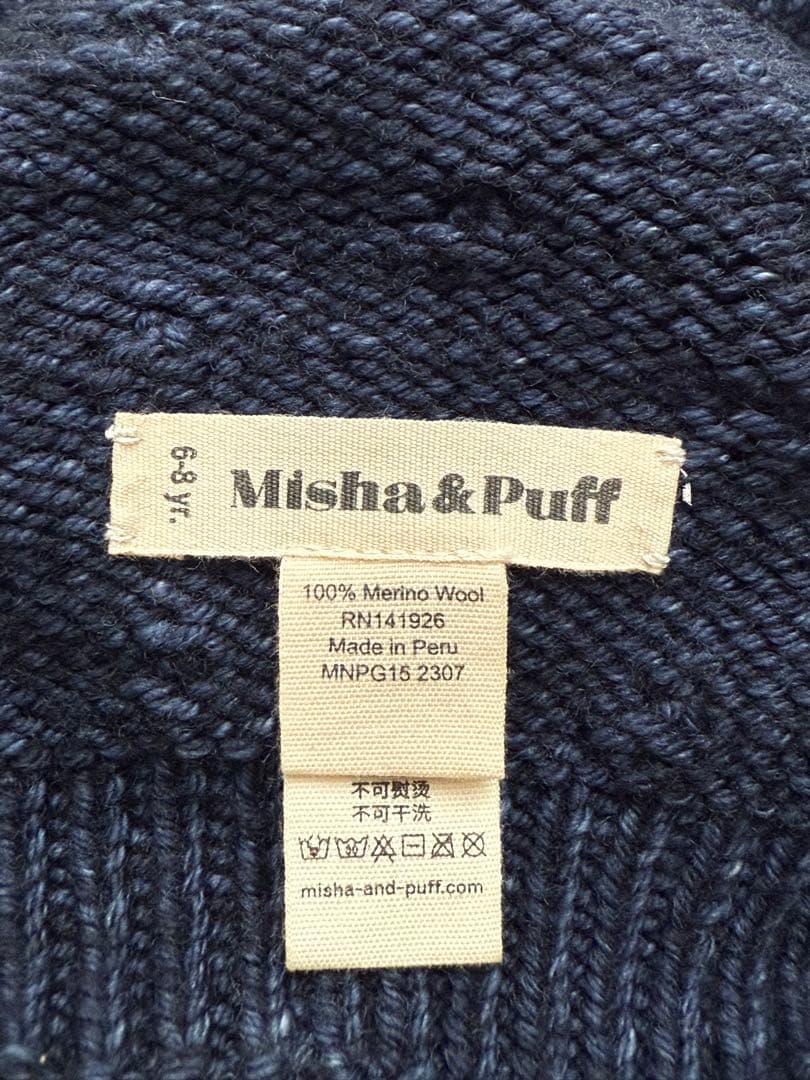 Misha & Puff
6-8 yr.
100% Merino Wool
RN141926
Made in Peru
MNPG15 2307
不可熨烫
不可干洗
misha-and-puff.com